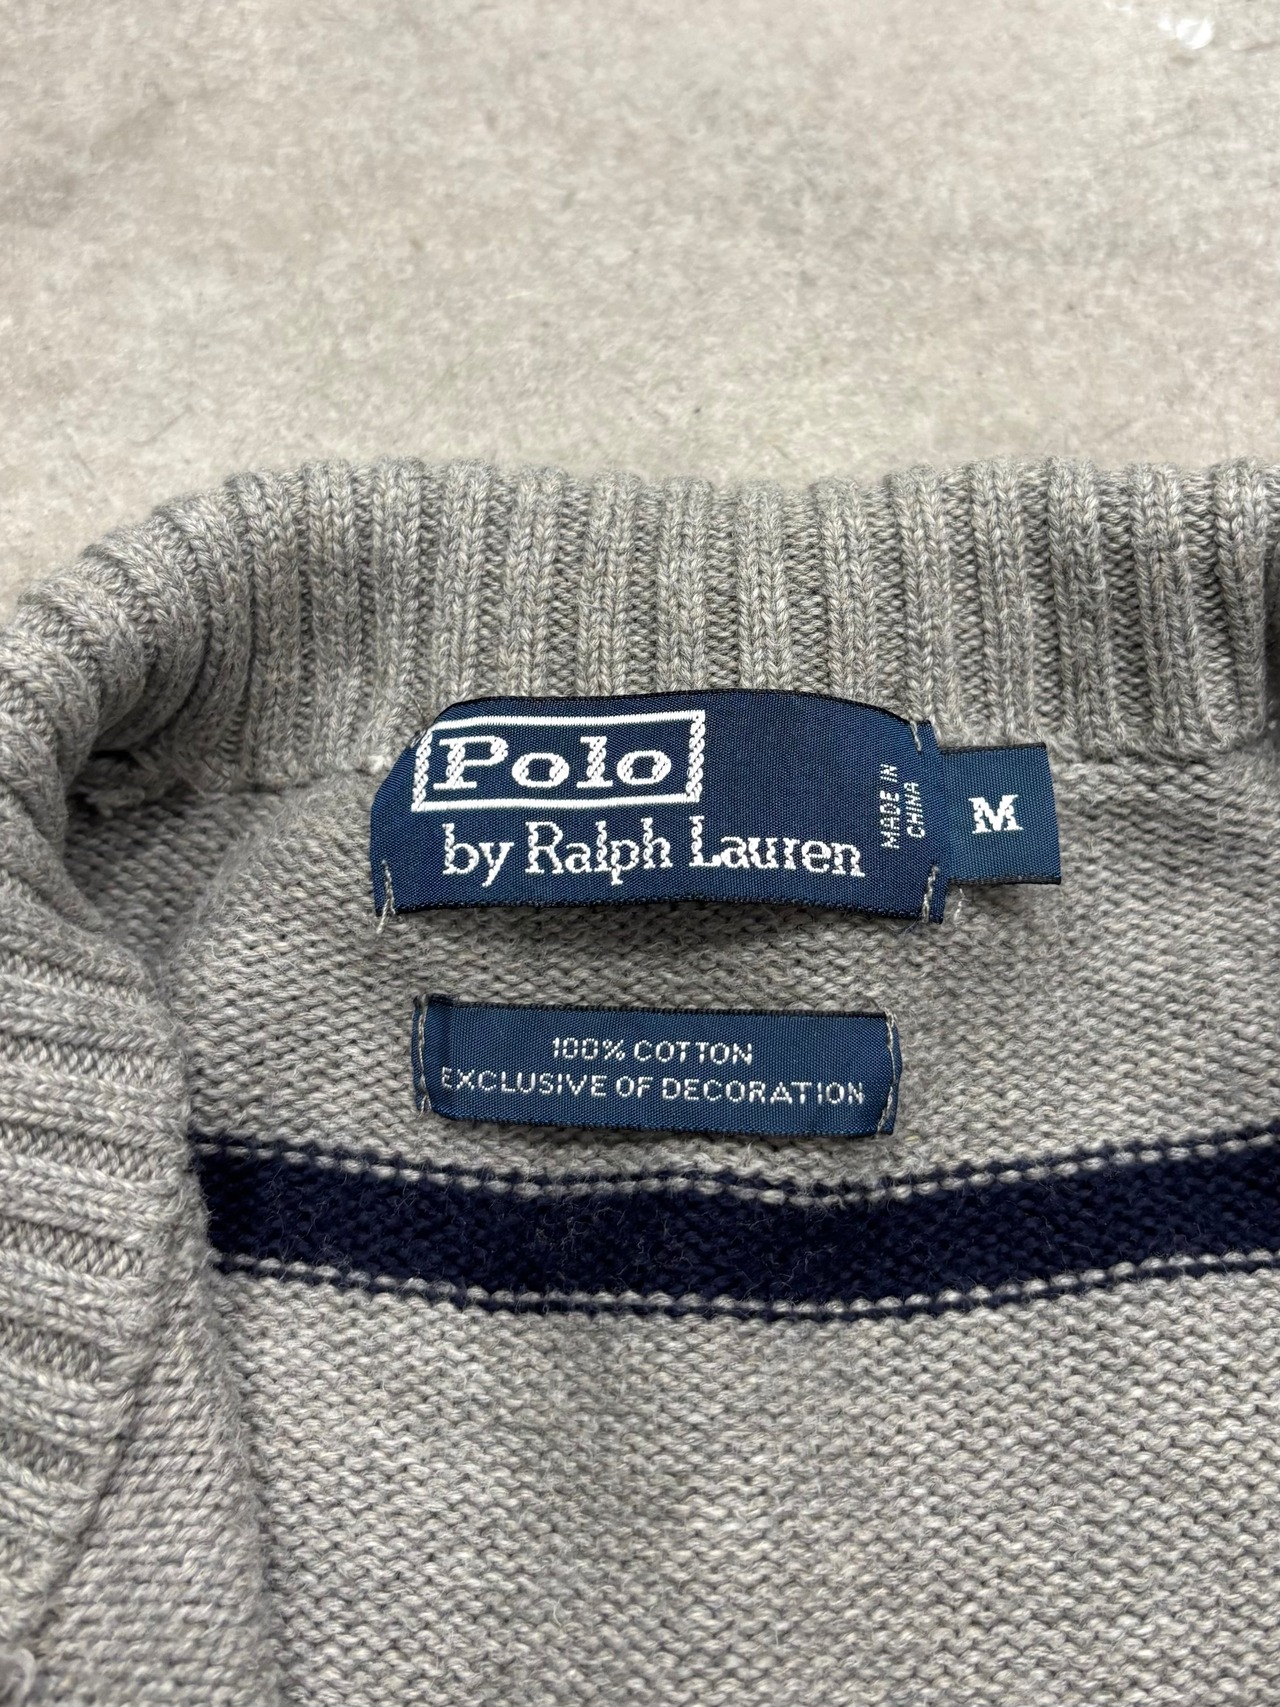 Polo
by Ralph Lauren
MADE IN
CHINA
M
100% COTTON
EXCLUSIVE OF DECORATION